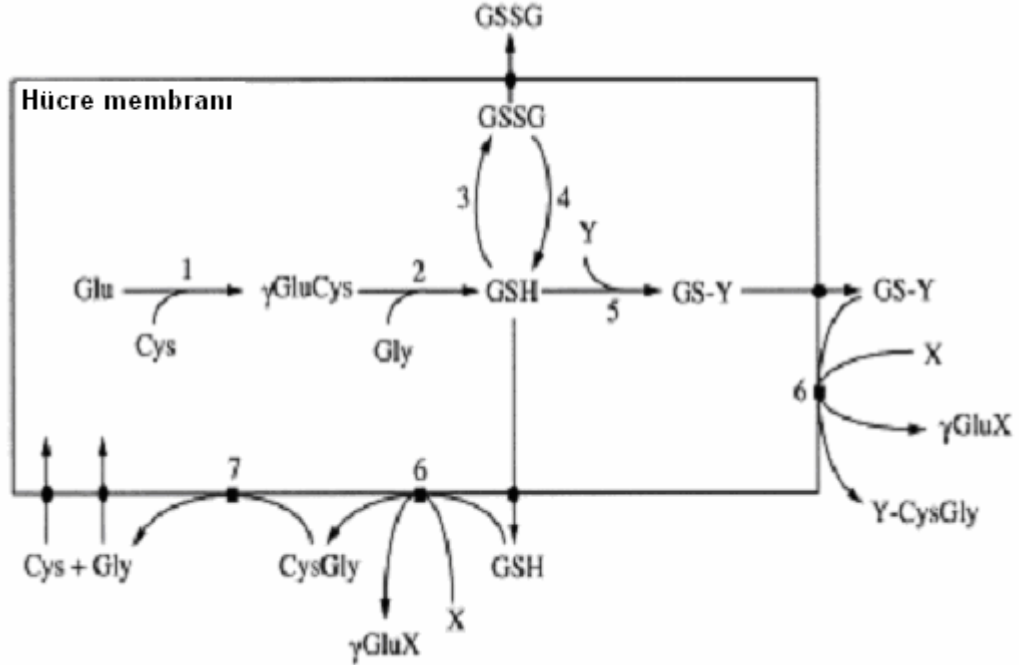 GSSG
Hücre membranı
GSSG
3
4
Y
Glu
1
γGluCys
2
GSH
5
GS-Y
GS-Y
Cys
Gly
X
6
γGluX
7
6
Y-CysGly
Cys + Gly
CysGly
GSH
X
γGluX